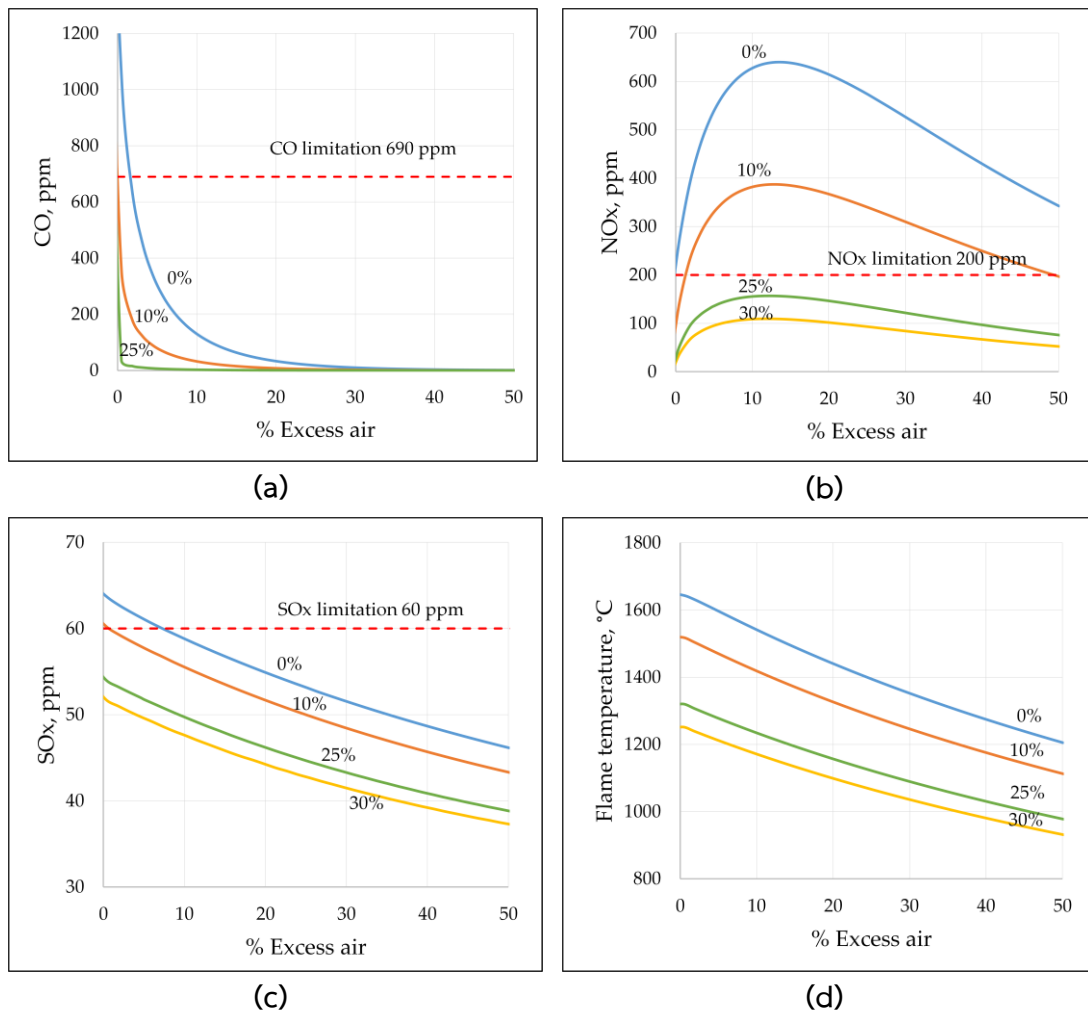 1200
1000
800
600
400
200
0
CO, ppm
CO limitation 690 ppm
0%
10%
25%
0 10 20 30 40 50
% Excess air
(a)
700
600
500
400
300
200
100
0
NOx, ppm
0%
10%
NOx limitation 200 ppm
25%
30%
0 10 20 30 40 50
% Excess air
(b)
70
60
50
40
30
SOx, ppm
SOx limitation 60 ppm
0%
10%
25%
30%
0 10 20 30 40 50
% Excess air
(c)
1800
1600
1400
1200
1000
800
Flame temperature, °C
0%
10%
25%
30%
0 10 20 30 40 50
% Excess air
(d)